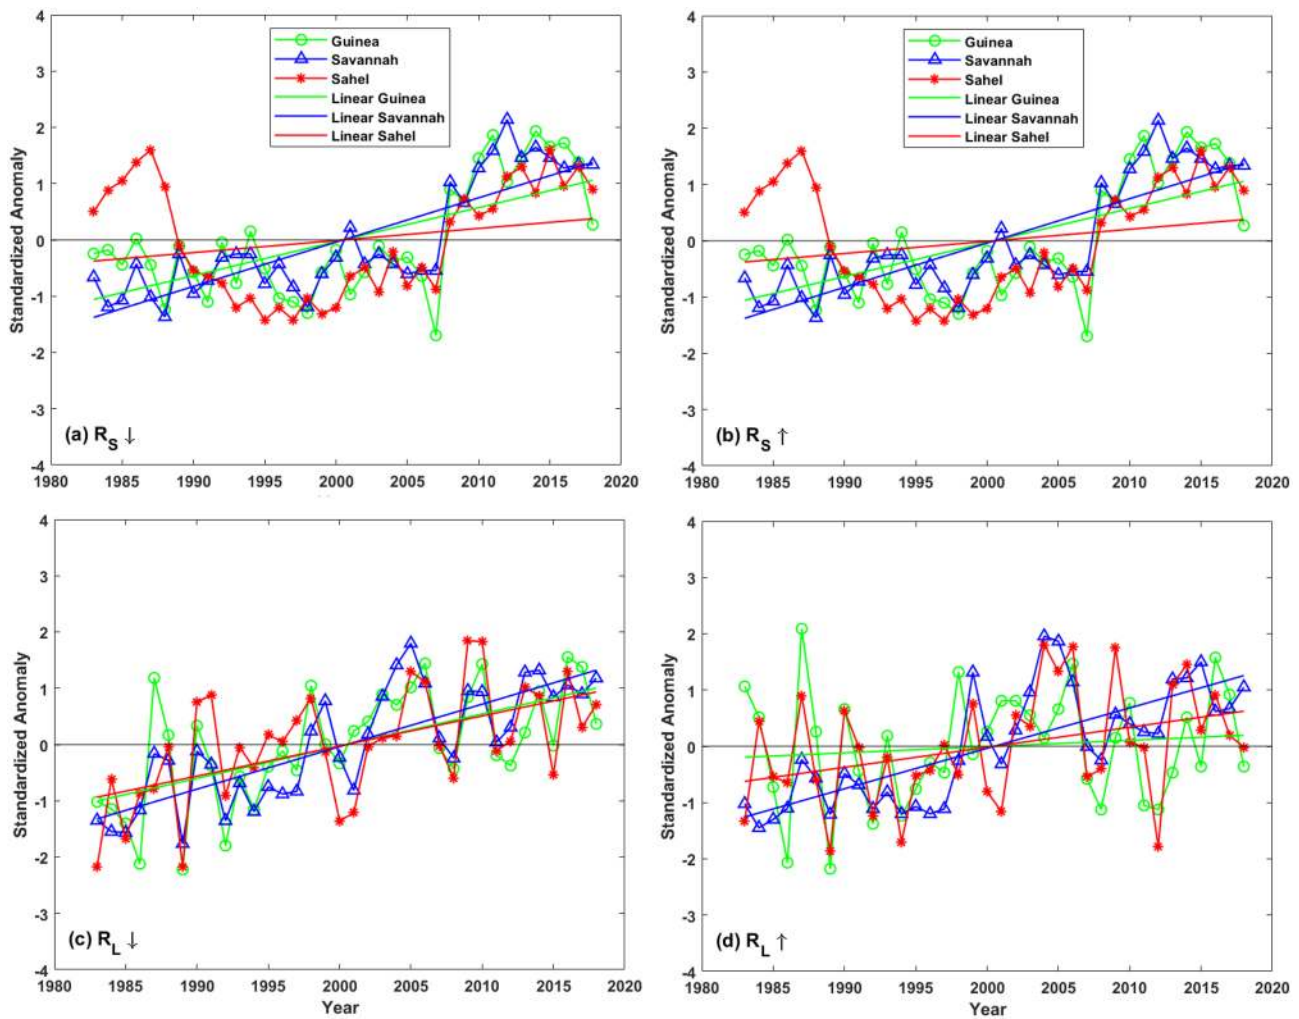 4
3
2
1
0
-1
-2
-3
-4
Standardized Anomaly
Guinea
Savannah
Sahel
Linear Guinea
Linear Savannah
Linear Sahel
(a) RS ↓
1980 1985 1990 1995 2000 2005 2010 2015 2020
4
3
2
1
0
-1
-2
-3
-4
Standardized Anomaly
Guinea
Savannah
Sahel
Linear Guinea
Linear Savannah
Linear Sahel
(b) RS ↑
1980 1985 1990 1995 2000 2005 2010 2015 2020
4
3
2
1
0
-1
-2
-3
-4
Standardized Anomaly
(c) RL ↓
1980 1985 1990 1995 2000 2005 2010 2015 2020
Year
4
3
2
1
0
-1
-2
-3
-4
Standardized Anomaly
(d) RL ↑
1980 1985 1990 1995 2000 2005 2010 2015 2020
Year